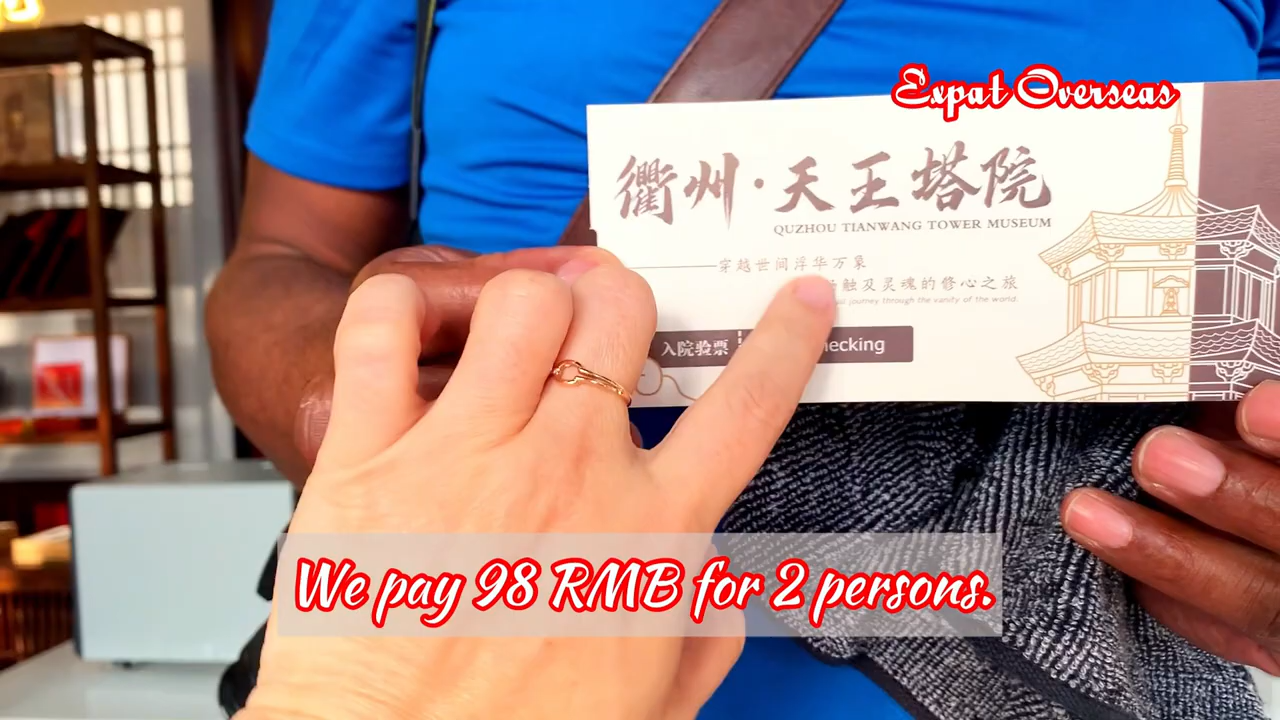 Expat Overseas
衢州·天王塔院
QUZHOU TIANWANG TOWER MUSEUM
穿越世间浮华万象
触及灵魂的修心之旅
journey through the vanity of the world.
入院验票
We pay 98 RMB for 2 persons.